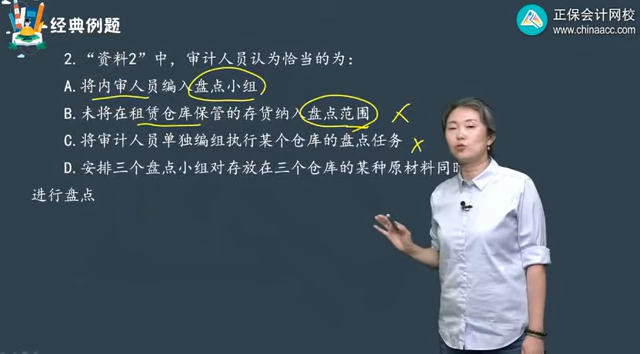 经典例题
正保会计网校
www.chinaacc.com
2. “资料2”中，审计人员认为恰当的为：
A. 将内审人员编入盘点小组
B. 未将在租赁仓库保管的存货纳入盘点范围
C. 将审计人员单独编组执行某个仓库的盘点任务
D. 安排三个盘点小组对存放在三个仓库的某种原材料同时
进行盘点